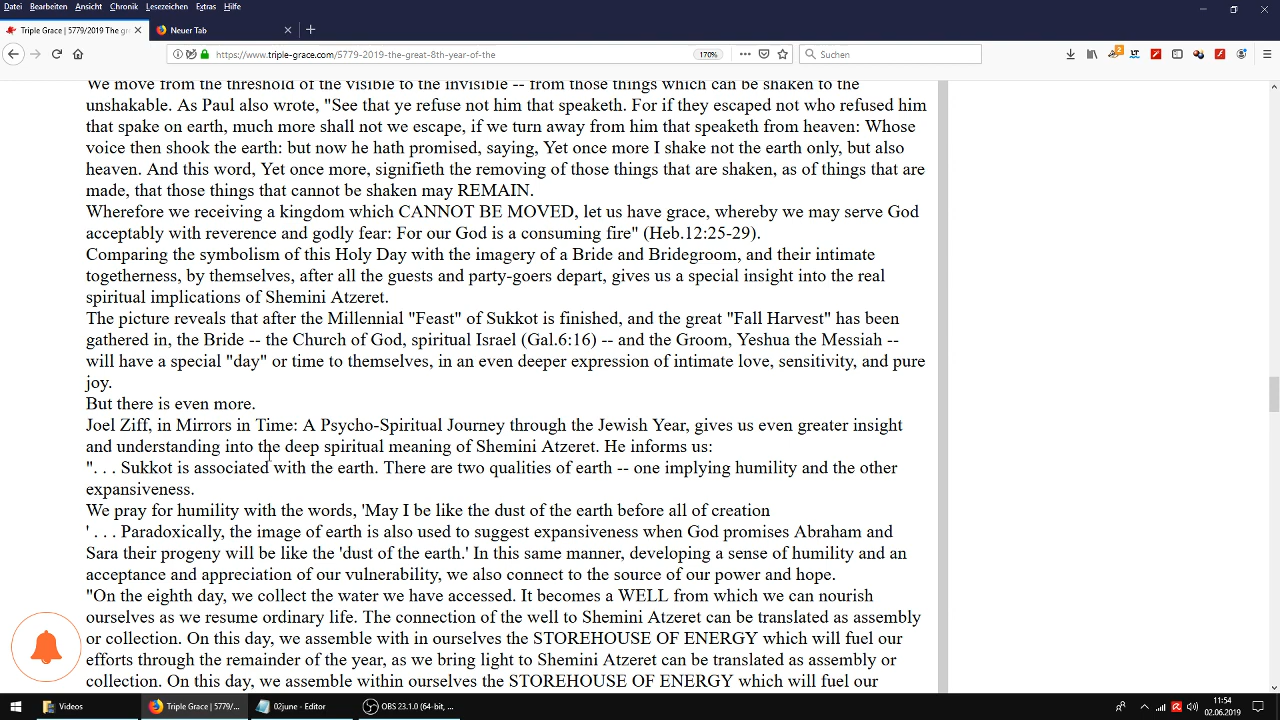 Datei Bearbeiten Ansicht Chronik Lesezeichen Extras Hilfe
Triple Grace | 5779/2019 The gr
Neuer Tab
https://www.triple-grace.com/5779-2019-the-great-8th-year-of-the
170%
Suchen
2
We move from the threshold of the visible to the invisible -- from those things which can be shaken to the
unshakable. As Paul also wrote, "See that ye refuse not him that speaketh. For if they escaped not who refused him
that spake on earth, much more shall not we escape, if we turn away from him that speaketh from heaven: Whose
voice then shook the earth: but now he hath promised, saying, Yet once more I shake not the earth only, but also
heaven. And this word, Yet once more, signifieth the removing of those things that are shaken, as of things that are
made, that those things that cannot be shaken may REMAIN.
Wherefore we receiving a kingdom which CANNOT BE MOVED, let us have grace, whereby we may serve God
acceptably with reverence and godly fear: For our God is a consuming fire" (Heb.12:25-29).
Comparing the symbolism of this Holy Day with the imagery of a Bride and Bridegroom, and their intimate
togetherness, by themselves, after all the guests and party-goers depart, gives us a special insight into the real
spiritual implications of Shemini Atzeret.
The picture reveals that after the Millennial "Feast" of Sukkot is finished, and the great "Fall Harvest" has been
gathered in, the Bride -- the Church of God, spiritual Israel (Gal.6:16) -- and the Groom, Yeshua the Messiah --
will have a special "day" or time to themselves, in an even deeper expression of intimate love, sensitivity, and pure
joy.
But there is even more.
Joel Ziff, in Mirrors in Time: A Psycho-Spiritual Journey through the Jewish Year, gives us even greater insight
and understanding into the deep spiritual meaning of Shemini Atzeret. He informs us:
". . . Sukkot is associated with the earth. There are two qualities of earth -- one implying humility and the other
expansiveness.
We pray for humility with the words, 'May I be like the dust of the earth before all of creation
' . . . Paradoxically, the image of earth is also used to suggest expansiveness when God promises Abraham and
Sara their progeny will be like the 'dust of the earth.' In this same manner, developing a sense of humility and an
acceptance and appreciation of our vulnerability, we also connect to the source of our power and hope.
"On the eighth day, we collect the water we have accessed. It becomes a WELL from which we can nourish
ourselves as we resume ordinary life. The connection of the well to Shemini Atzeret can be translated as assembly
or collection. On this day, we assemble with in ourselves the STOREHOUSE OF ENERGY which will fuel our
efforts through the remainder of the year, as we bring light to Shemini Atzeret can be translated as assembly or
collection. On this day, we assemble within ourselves the STOREHOUSE OF ENERGY which will fuel our
Videos
Triple Grace | 5779/...
02june - Editor
OBS 23.1.0 (64-bit, ...
11:54
02.06.2019